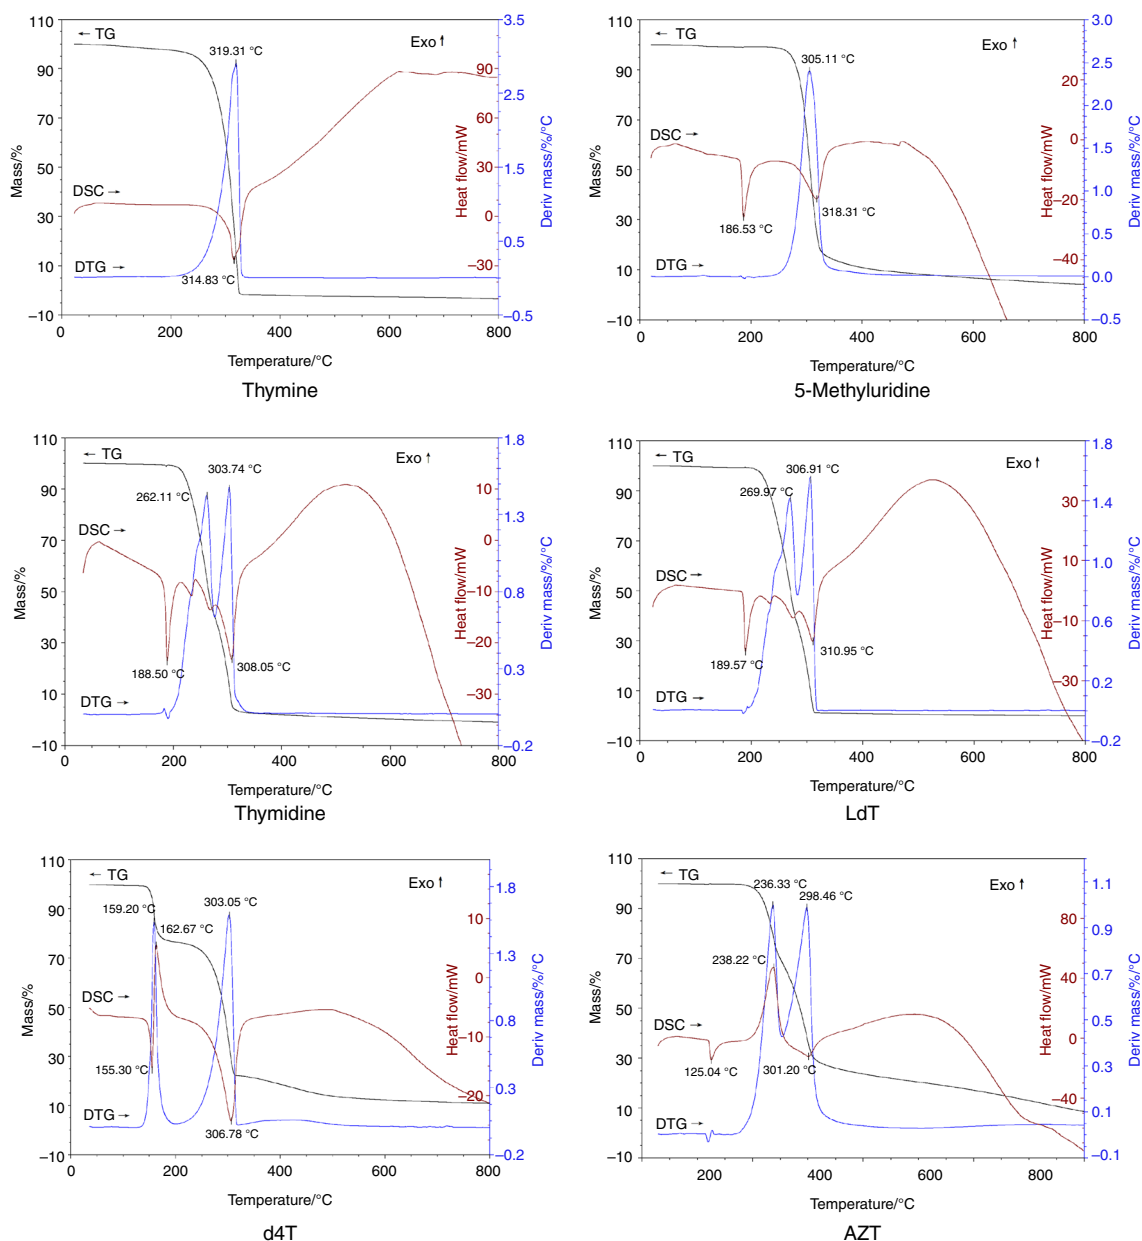 110
← TG
3.5
319.31 °C
Exo ↑
90
90
2.5
70
60
Mass/%
50
1.5
30
Heat flow/mW
Deriv mass/%/°C
DSC →
30
0
0.5
10
DTG →
314.83 °C
−30
−10
−0.5
0
200
400
600
800
Temperature/°C
Thymine
110
← TG
3.0
305.11 °C
Exo ↑
90
2.5
20
70
2.0
DSC →
0
Mass/%
50
1.5
−20
Heat flow/mW
Deriv mass/%/°C
318.31 °C
186.53 °C
30
1.0
0.5
10
DTG →
−40
0.0
−10
−0.5
0
200
400
600
800
Temperature/°C
5-Methyluridine
110
← TG
1.8
303.74 °C
Exo ↑
90
262.11 °C
10
1.3
DSC →
0
70
Mass/%
50
−10
0.8
Heat flow/mW
Deriv mass/%/°C
30
−20
188.50 °C
308.05 °C
0.3
10
DTG →
−30
−10
−0.2
0
200
400
600
800
Temperature/°C
Thymidine
110
← TG
1.8
306.91 °C
Exo ↑
90
269.97 °C
30
1.4
70
DSC →
10
1.0
Mass/%
50
−10
0.6
Heat flow/mW
Deriv mass/%/°C
30
189.57 °C
310.95 °C
10
DTG →
−30
0.2
−10
−0.2
0
200
400
600
800
Temperature/°C
LdT
110
← TG
1.8
303.05 °C
Exo ↑
90
159.20 °C
162.67 °C
10
1.3
70
0
Mass/%
50
DSC →
0.8
−10
Heat flow/mW
Deriv mass/%/°C
30
155.30 °C
0.3
−20
10
DTG →
306.78 °C
−10
−0.2
0
200
400
600
800
Temperature/°C
d4T
110
← TG
1.1
236.33 °C
298.46 °C
Exo ↑
90
80
0.9
70
238.22 °C
0.7
40
Mass/%
50
DSC →
0.5
0
Heat flow/mW
Deriv mass/%/°C
30
125.04 °C
301.20 °C
0.3
−40
10
DTG →
0.1
−10
−0.1
200
400
600
800
Temperature/°C
AZT